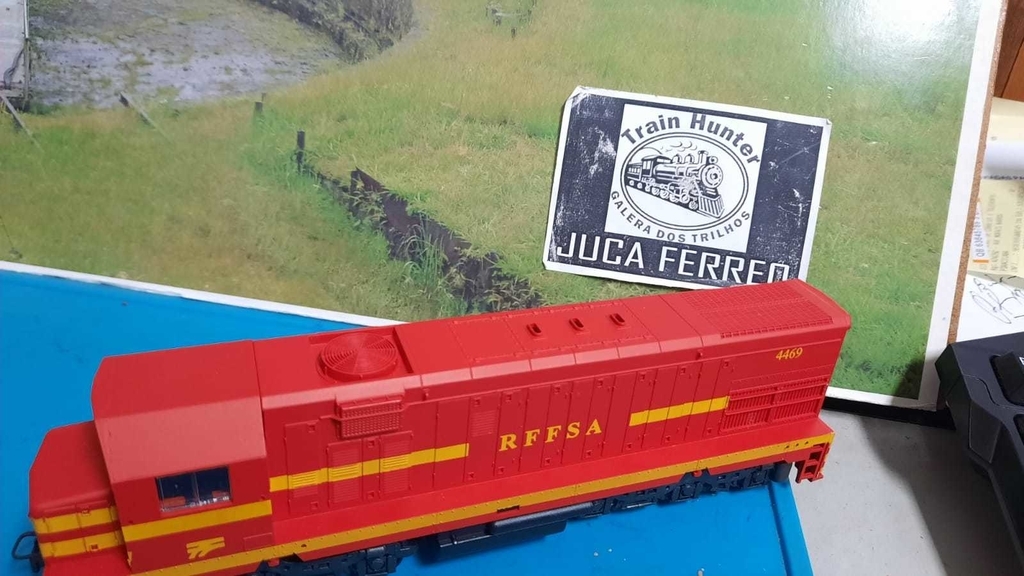 Train Hunter
GALERA DOS TRILHOS
JUCA FERREO
4469
RFFSA